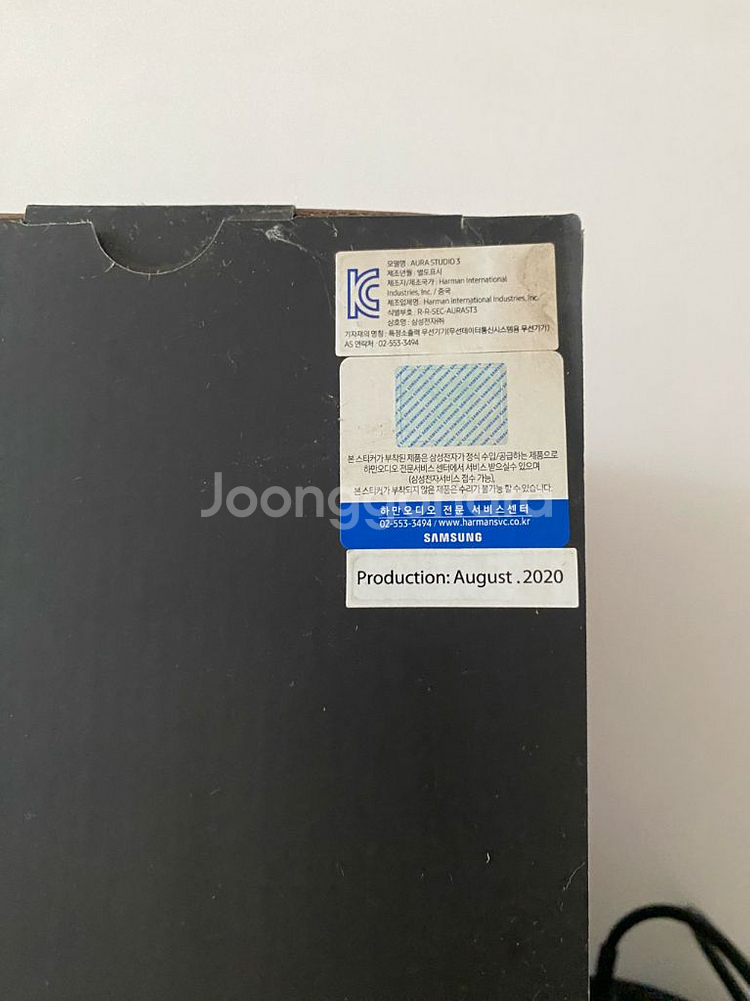 모델명 : AURA STUDIO 3
제조년월 : 별도표시
제조자/제조국가 : Harman International
Industries, Inc. / 중국
제조업체명 : Harman International Industries, Inc.
식별부호 : R-R-SEC-AURAST3
상호명 : 삼성전자㈜
기자재의 명칭 : 특정소출력 무선기기(무선데이터통신시스템용 무선기기)
AS 연락처 : 02-553-3494
SAMSUNG SAMSUNG SAMSUNG
본 스티커가 부착된 제품은 삼성전자가 정식 수입/공급하는 제품으로
하만오디오 전문서비스 센터에서 서비스 받으실수 있으며
(삼성전자서비스 접수 가능),
본 스티커가 부착되지 않은 제품은 수리가 불가능 할 수 있습니다.
Joonggonara
하만오디오 전문 서비스센터
02-553-3494 / www.harmansvc.co.kr
SAMSUNG
Production: August . 2020